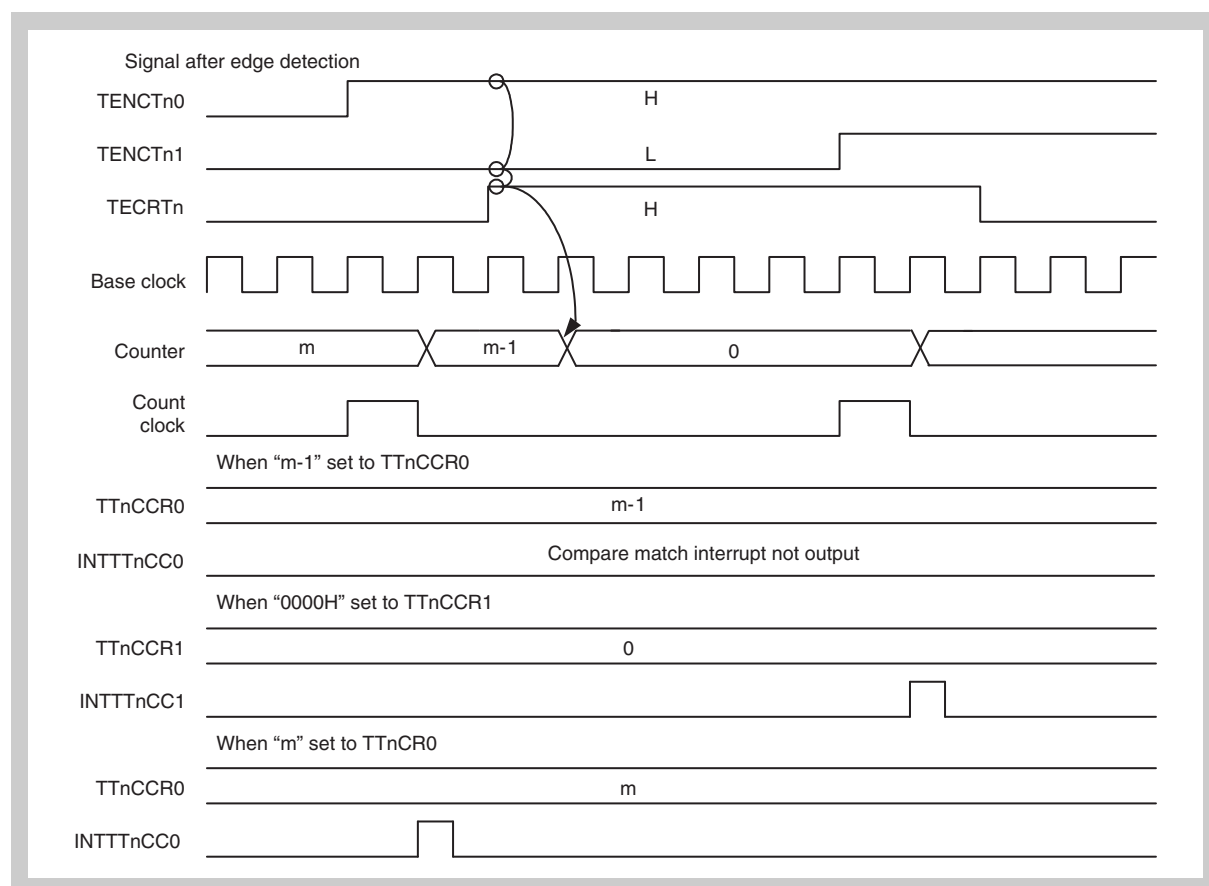 Signal after edge detection
TENCTn0
H
TENCTn1
L
TECRTn
H
Base clock
Counter
m
m-1
0
Count
clock
When “m-1” set to TTnCCR0
TTnCCR0
m-1
INTTTnCC0
Compare match interrupt not output
When “0000H” set to TTnCCR1
TTnCCR1
0
INTTTnCC1
When “m” set to TTnCR0
TTnCCR0
m
INTTTnCC0